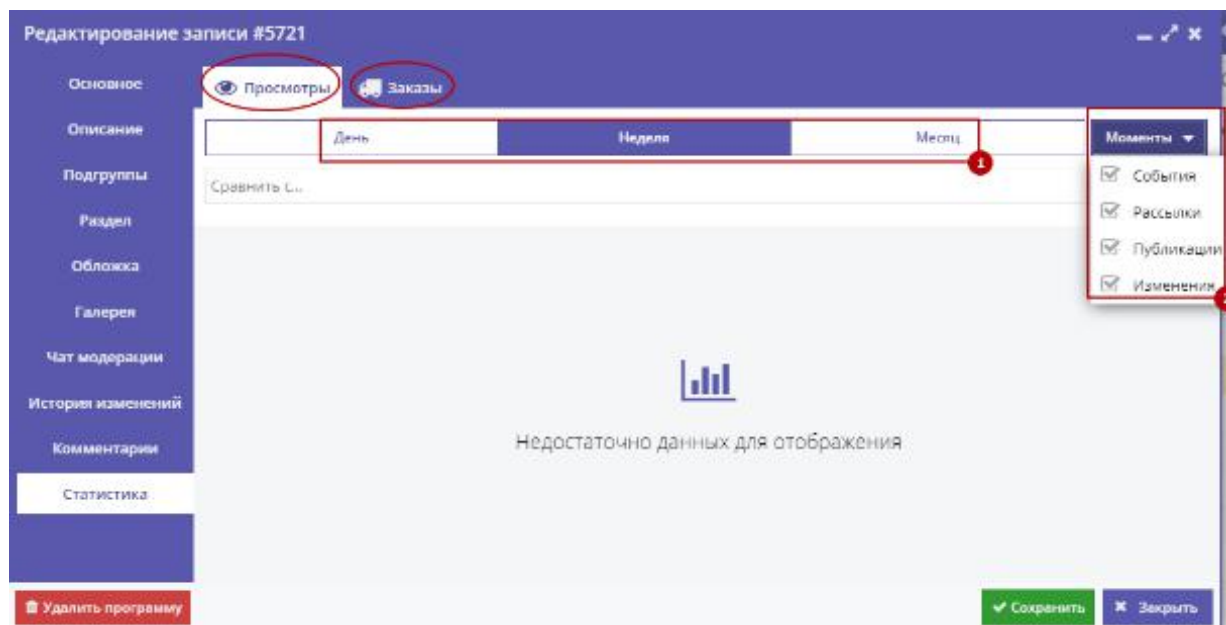 Редактирование записи #5721
Основное
Просмотры
Заказы
Описание
День
Неделя
Месяц
Моменты
1
Подгруппы
Сравнить с...
События
Раздел
Рассылки
Обложка
Публикации
Галерея
Изменения
Чат модерации
История изменений
Недостаточно данных для отображения
Комментарии
Статистика
Удалить программу
Сохранить
Закрыть